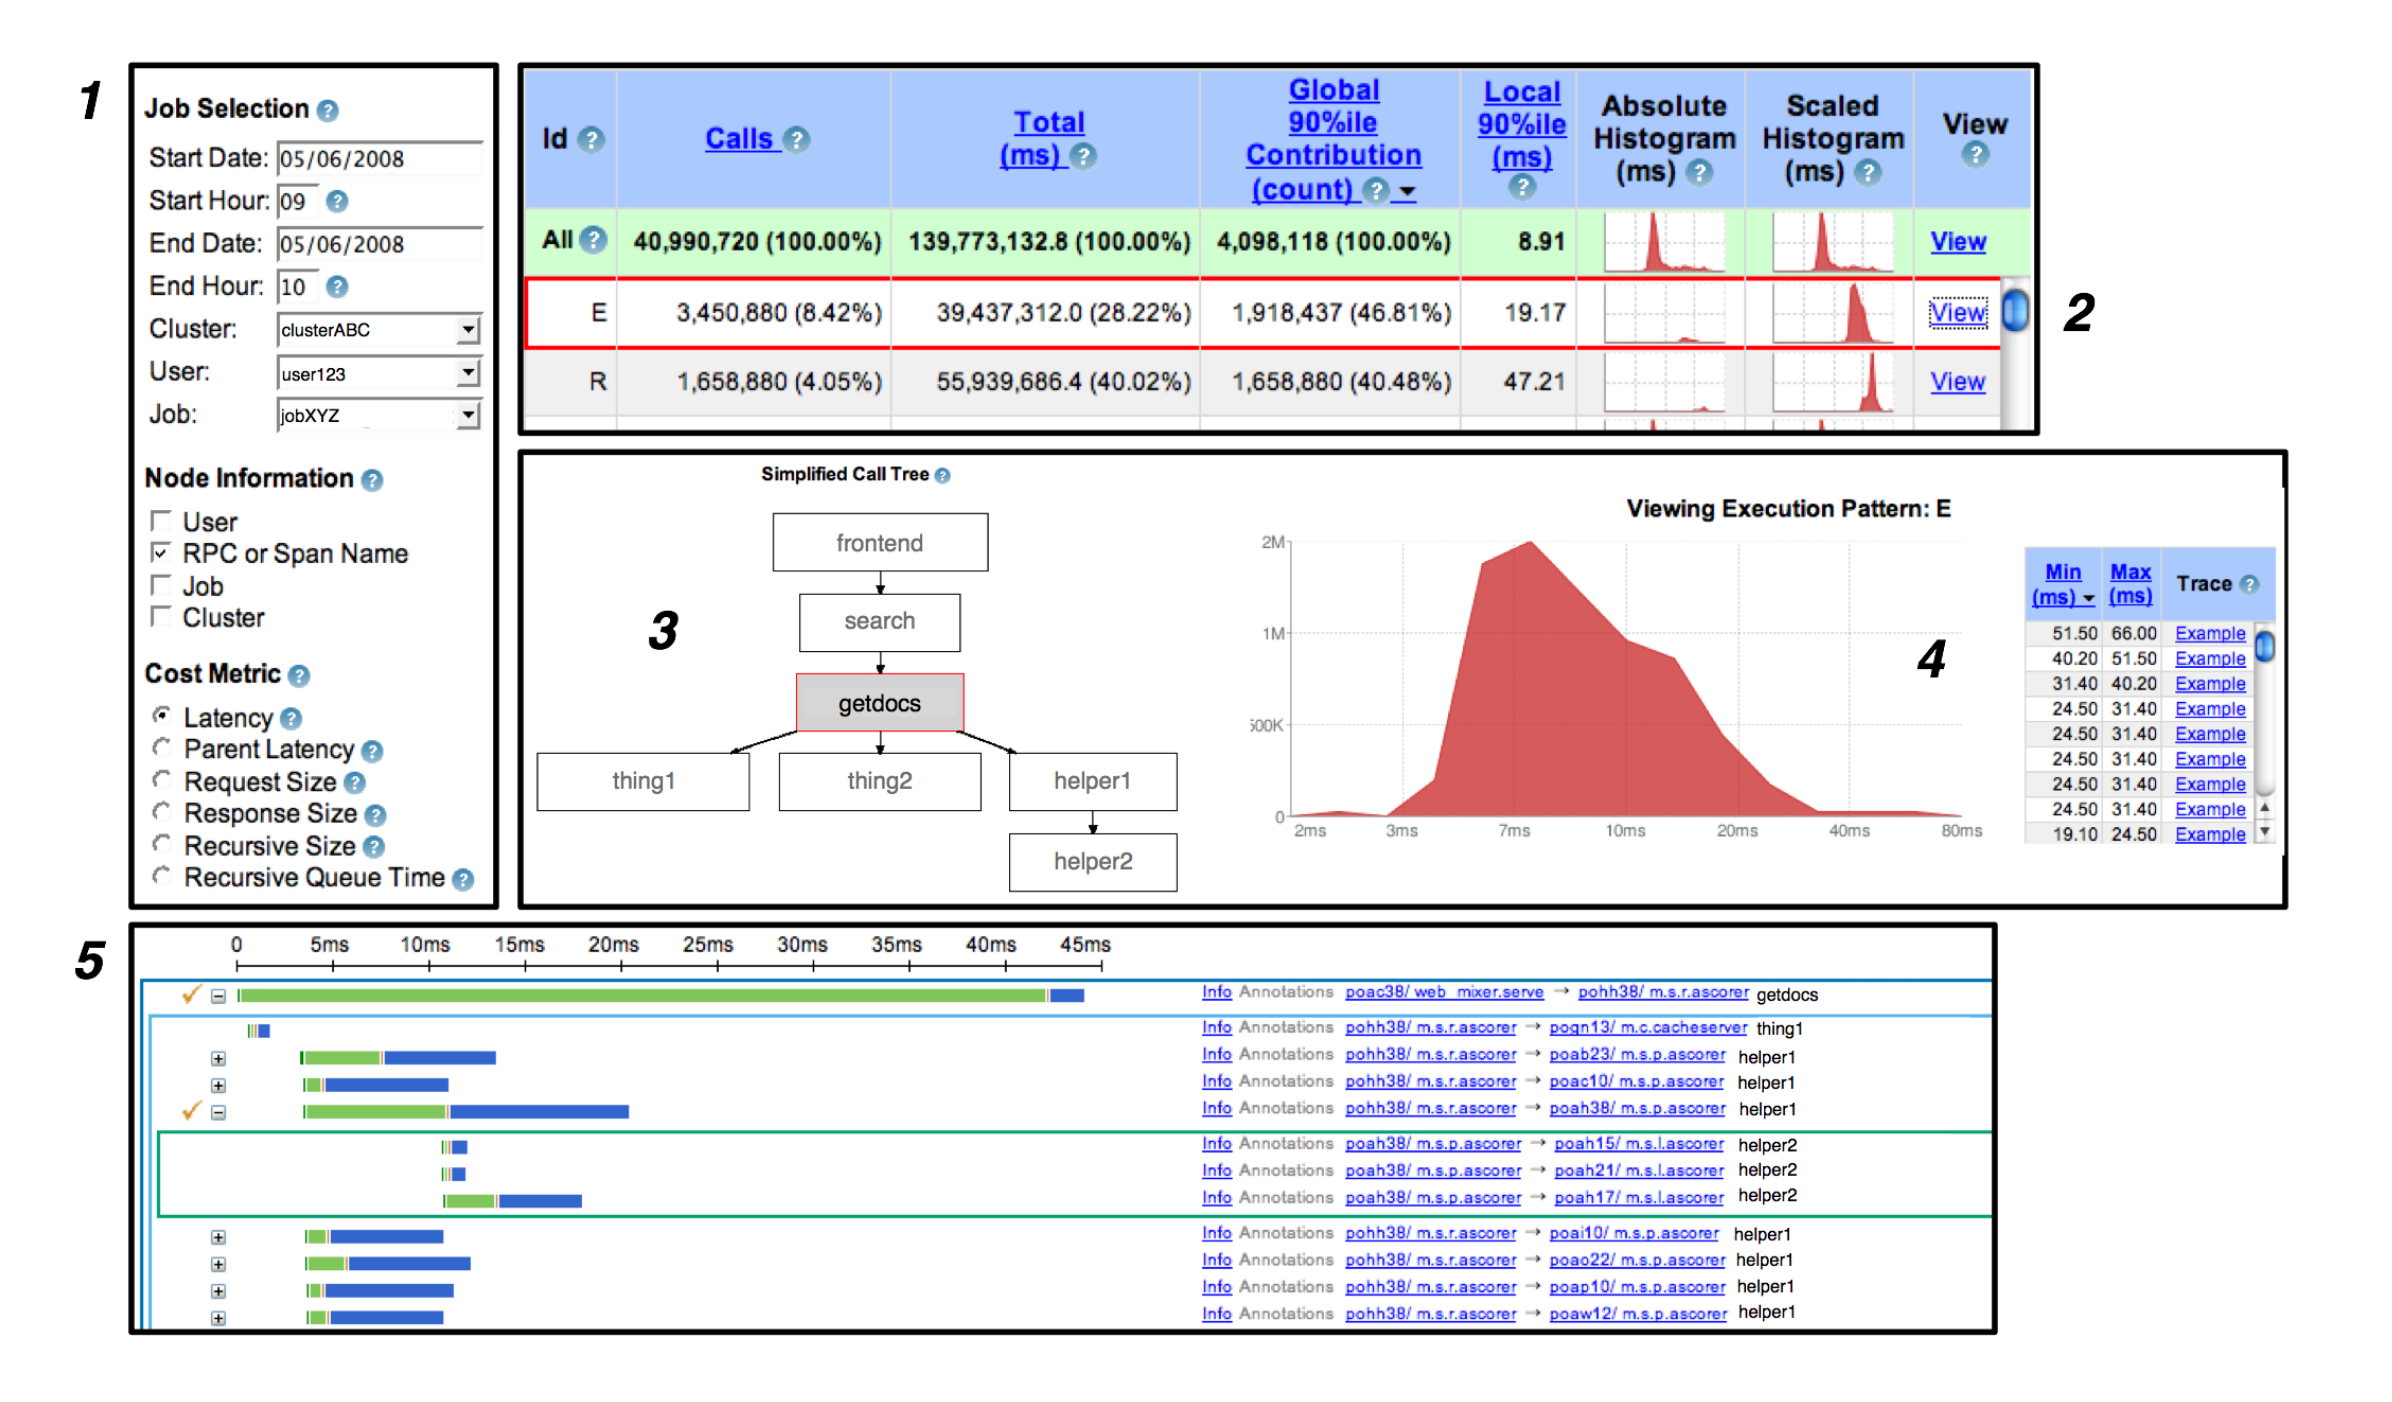 1
Job Selection ?
Start Date: 05/06/2008
Start Hour: 09 ?
End Date: 05/06/2008
End Hour: 10 ?
Cluster: clusterABC
User: user123
Job: jobXYZ
Node Information ?
User
RPC or Span Name
Job
Cluster
Cost Metric ?
Latency ?
Parent Latency ?
Request Size ?
Response Size ?
Recursive Size ?
Recursive Queue Time ?
2
Id ? Calls ? Total (ms) ? Global 90%ile Contribution (count) ? Local 90%ile (ms) ? Absolute Histogram (ms) ? Scaled Histogram (ms) ? View ?
All ? 40,990,720 (100.00%) 139,773,132.8 (100.00%) 4,098,118 (100.00%) 8.91 View
E 3,450,880 (8.42%) 39,437,312.0 (28.22%) 1,918,437 (46.81%) 19.17 View
R 1,658,880 (4.05%) 55,939,686.4 (40.02%) 1,658,880 (40.48%) 47.21 View
3
Simplified Call Tree ?
frontend
search
getdocs
thing1 thing2 helper1
helper2
4
Viewing Execution Pattern: E
2M
1M
500K
0
2ms 3ms 7ms 10ms 20ms 40ms 80ms
Min (ms) Max (ms) Trace ?
51.50 66.00 Example
40.20 51.50 Example
31.40 40.20 Example
24.50 31.40 Example
24.50 31.40 Example
24.50 31.40 Example
24.50 31.40 Example
24.50 31.40 Example
19.10 24.50 Example
5
0 5ms 10ms 15ms 20ms 25ms 30ms 35ms 40ms 45ms
Info Annotations poac38/ web_mixer.serve → pohh38/ m.s.r.ascorer getdocs
Info Annotations pohh38/ m.s.r.ascorer → pogn13/ m.c.cacheserver thing1
Info Annotations pohh38/ m.s.r.ascorer → poab23/ m.s.p.ascorer helper1
Info Annotations pohh38/ m.s.r.ascorer → poac10/ m.s.p.ascorer helper1
Info Annotations pohh38/ m.s.r.ascorer → poah38/ m.s.p.ascorer helper1
Info Annotations poah38/ m.s.p.ascorer → poah15/ m.s.l.ascorer helper2
Info Annotations poah38/ m.s.p.ascorer → poah21/ m.s.l.ascorer helper2
Info Annotations poah38/ m.s.p.ascorer → poah17/ m.s.l.ascorer helper2
Info Annotations pohh38/ m.s.r.ascorer → poai10/ m.s.p.ascorer helper1
Info Annotations pohh38/ m.s.r.ascorer → poao22/ m.s.p.ascorer helper1
Info Annotations pohh38/ m.s.r.ascorer → poap10/ m.s.p.ascorer helper1
Info Annotations pohh38/ m.s.r.ascorer → poaw12/ m.s.p.ascorer helper1